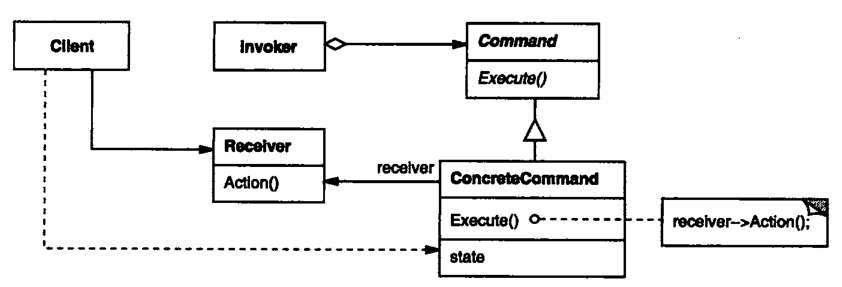 Client
Invoker
Command
Execute()
Receiver
Action()
receiver
ConcreteCommand
Execute()
receiver–>Action();
state